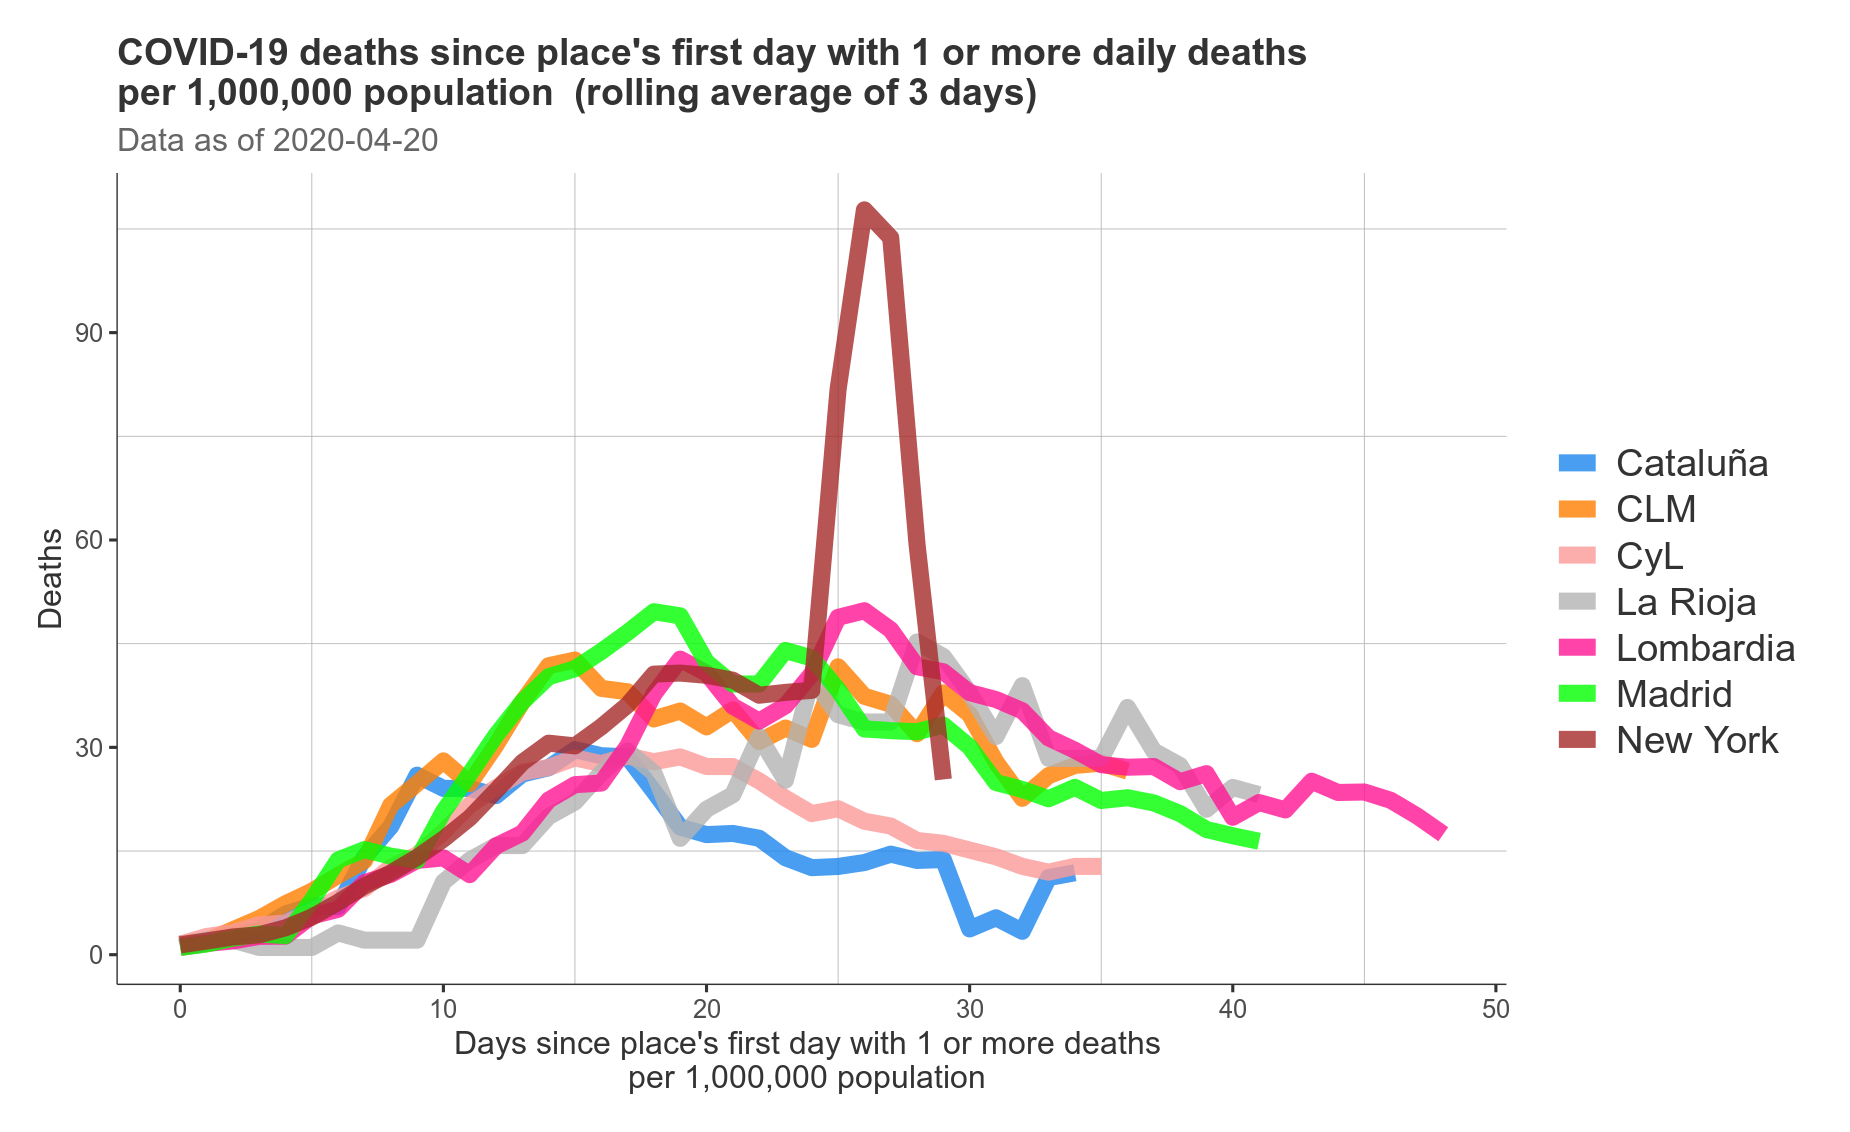 COVID-19 deaths since place's first day with 1 or more daily deaths
per 1,000,000 population  (rolling average of 3 days)
Data as of 2020-04-20
Deaths
90
60
30
0
0 10 20 30 40 50
Days since place's first day with 1 or more deaths
per 1,000,000 population
Cataluña
CLM
CyL
La Rioja
Lombardia
Madrid
New York